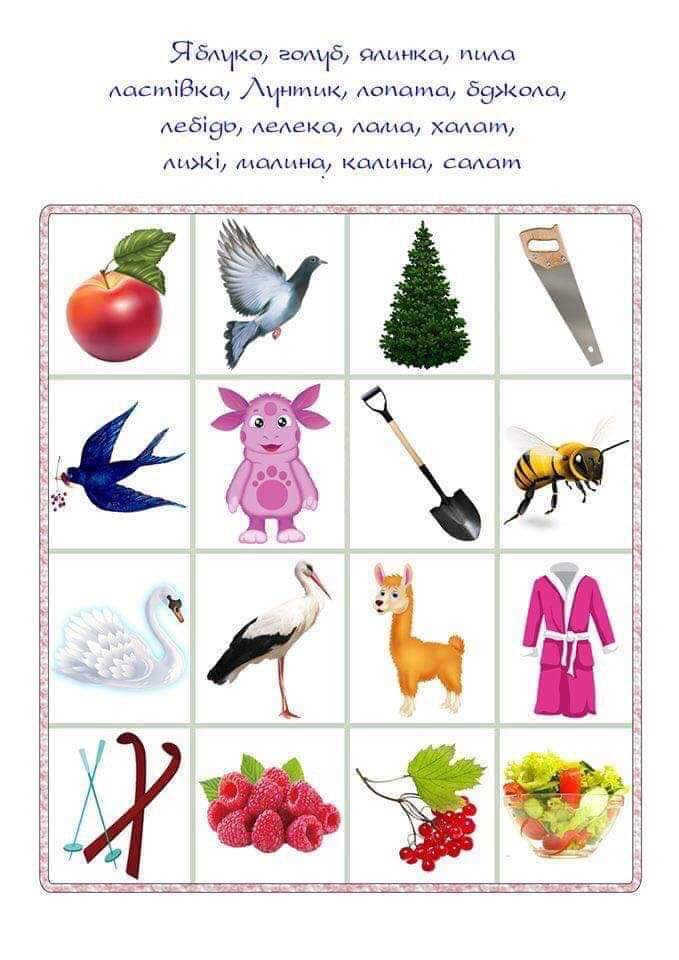 Яблуко, голуб, ялинка, пила
ластівка, Лунтик, лопата, бджола,
лебідь, лелека, лама, халат,
лижі, малина, калина, салат